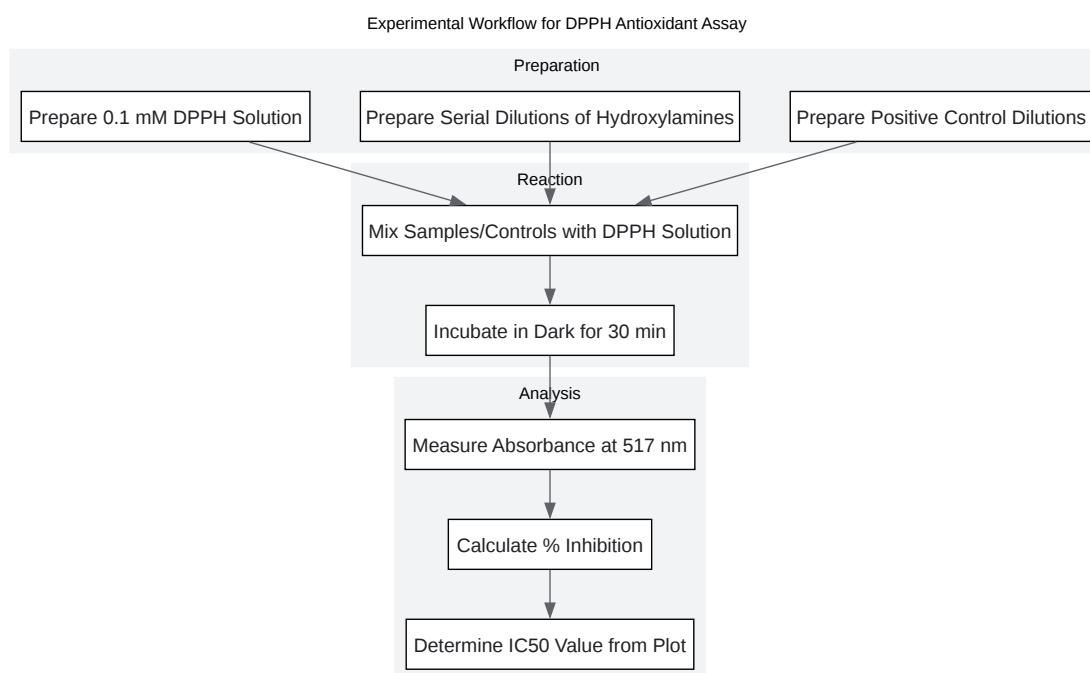 Experimental Workflow for DPPH Antioxidant Assay
Preparation
Prepare 0.1 mM DPPH Solution
Prepare Serial Dilutions of Hydroxylamines
Prepare Positive Control Dilutions
Reaction
Mix Samples/Controls with DPPH Solution
Incubate in Dark for 30 min
Analysis
Measure Absorbance at 517 nm
Calculate % Inhibition
Determine IC50 Value from Plot